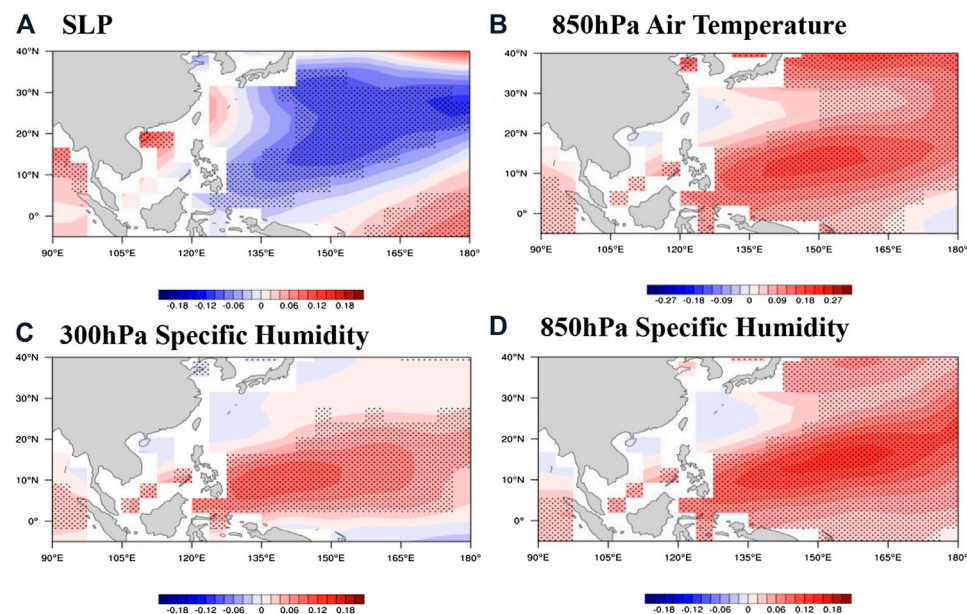 A SLP
B 850hPa Air Temperature
40°N
30°N
20°N
10°N
0°
90°E 105°E 120°E 135°E 150°E 165°E 180°
-0.18 -0.12 -0.06 0 0.06 0.12 0.18
40°N
30°N
20°N
10°N
0°
90°E 105°E 120°E 135°E 150°E 165°E 180°
-0.27 -0.18 -0.09 0 0.09 0.18 0.27
C 300hPa Specific Humidity
D 850hPa Specific Humidity
40°N
30°N
20°N
10°N
0°
90°E 105°E 120°E 135°E 150°E 165°E 180°
-0.18 -0.12 -0.06 0 0.06 0.12 0.18
40°N
30°N
20°N
10°N
0°
90°E 105°E 120°E 135°E 150°E 165°E 180°
-0.18 -0.12 -0.06 0 0.06 0.12 0.18